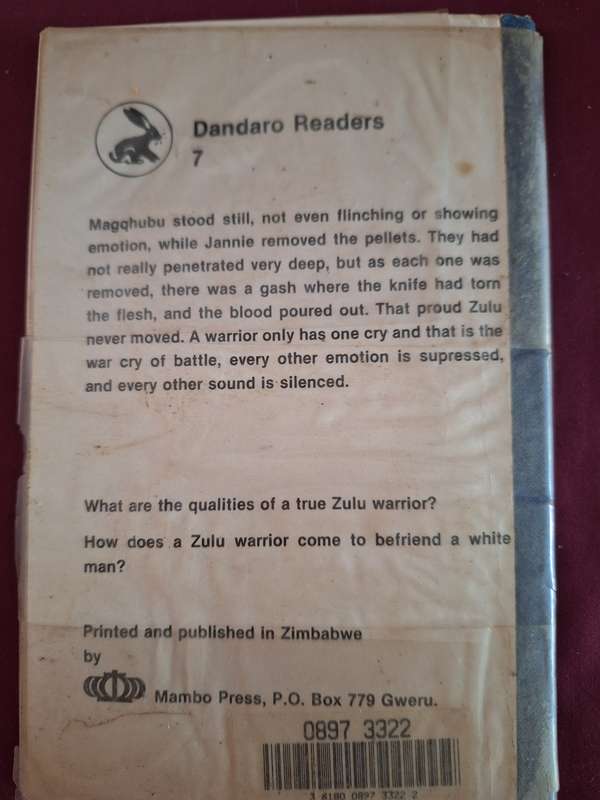 Dandaro Readers
7
Magqhubu stood still, not even flinching or showing
emotion, while Jannie removed the pellets. They had
not really penetrated very deep, but as each one was
removed, there was a gash where the knife had torn
the flesh, and the blood poured out. That proud Zulu
never moved. A warrior only has one cry and that is the
war cry of battle, every other emotion is supressed,
and every other sound is silenced.
What are the qualities of a true Zulu warrior?
How does a Zulu warrior come to befriend a white
man?
Printed and published in Zimbabwe
by
Mambo Press, P.O. Box 779 Gweru.
0897 3322
3 6180 0897 3322 2